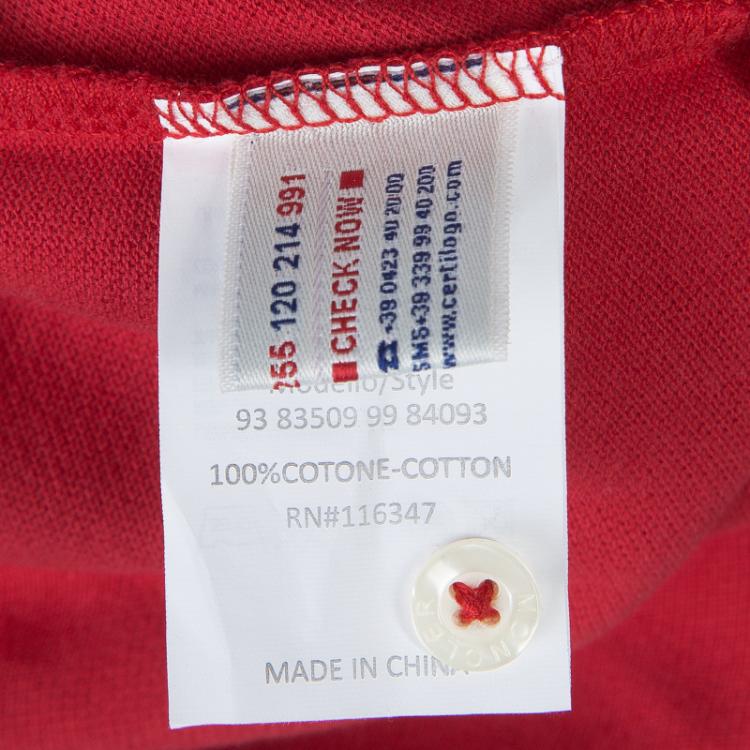 255 120 214 991
CHECK NOW
☎ +39 0423 40 20 00
SMS+39 339 99 40 200
www.certilogo.com
Modello/Style
93 83509 99 84093
100%COTONE-COTTON
RN#116347
MONCLER
MADE IN CHINA